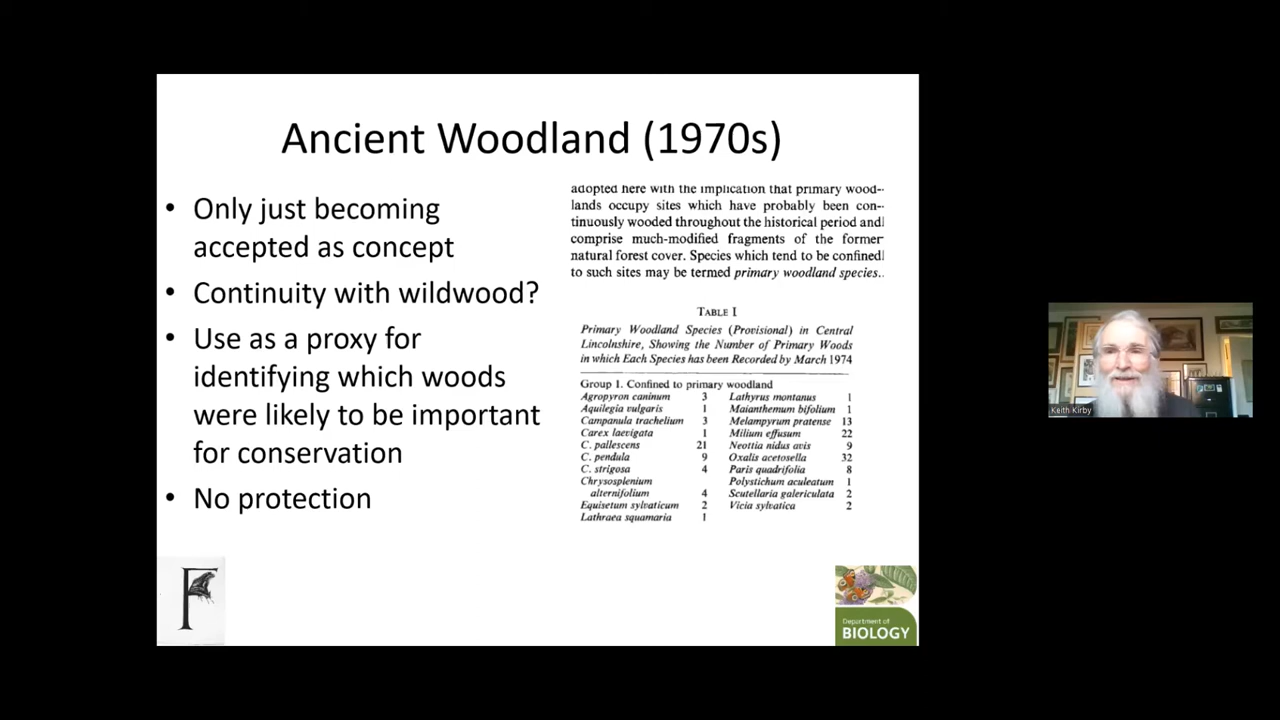 Ancient Woodland (1970s)
• Only just becoming
accepted as concept
• Continuity with wildwood?
• Use as a proxy for
identifying which woods
were likely to be important
for conservation
• No protection
adopted here with the implication that primary wood-
lands occupy sites which have probably been con-
tinuously wooded throughout the historical period and
comprise much-modified fragments of the former
natural forest cover. Species which tend to be confined
to such sites may be termed primary woodland species.
TABLE I
Primary Woodland Species (Provisional) in Central
Lincolnshire, Showing the Number of Primary Woods
in which Each Species has been Recorded by March 1974
Group 1. Confined to primary woodland
Agropyron caninum 3
Aquilegia vulgaris 1
Campanula trachelium 3
Carex laevigata 1
C. pallescens 21
C. pendula 9
C. strigosa 4
Chrysosplenium
alternifolium 4
Equisetum sylvaticum 2
Lathraea squamaria 1
Lathyrus montanus 1
Maianthemum bifolium 1
Melampyrum pratense 13
Milium effusum 22
Neottia nidus avis 9
Oxalis acetosella 32
Paris quadrifolia 8
Polystichum aculeatum 1
Scutellaria galericulata 2
Vicia sylvatica 2
F
Department of
BIOLOGY
Keith Kirby